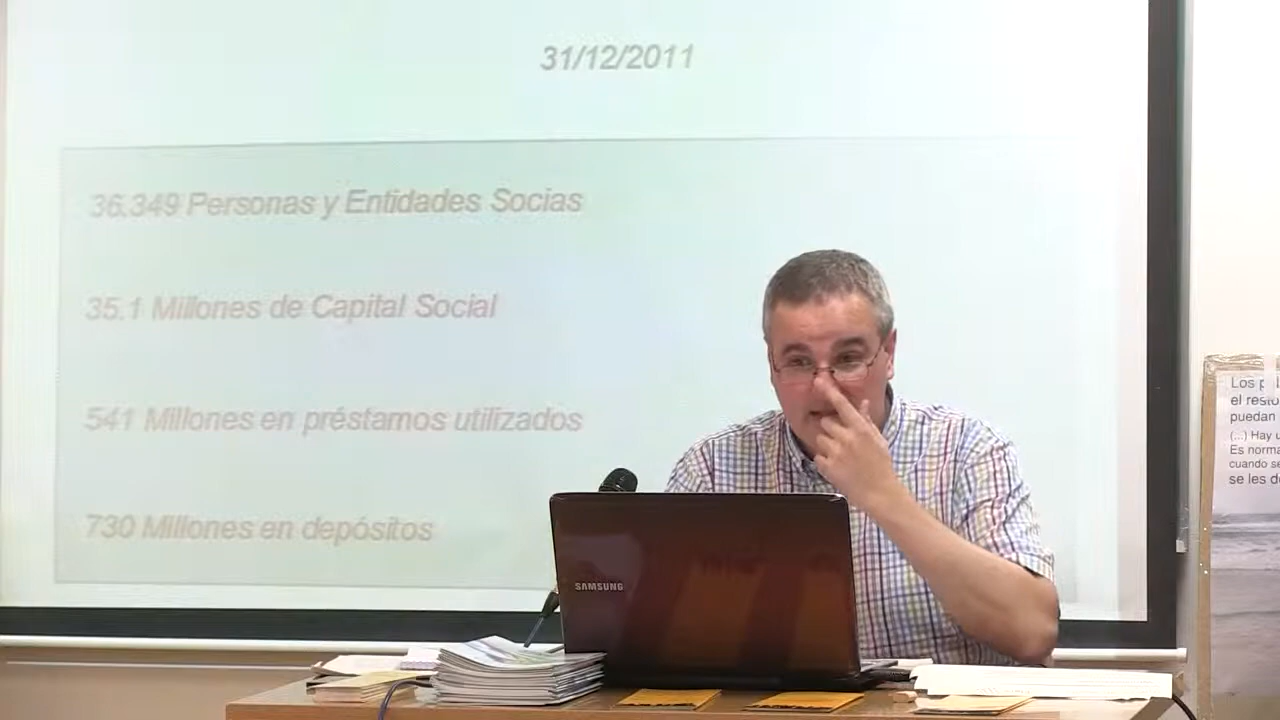 31/12/2011
36.349 Personas y Entidades Socias
35.1 Millones de Capital Social
541 Millones en préstamos utilizados
730 Millones en depósitos
SAMSUNG
Los
el resto
puedan
(...) Hay
Es norma
cuando se
se les